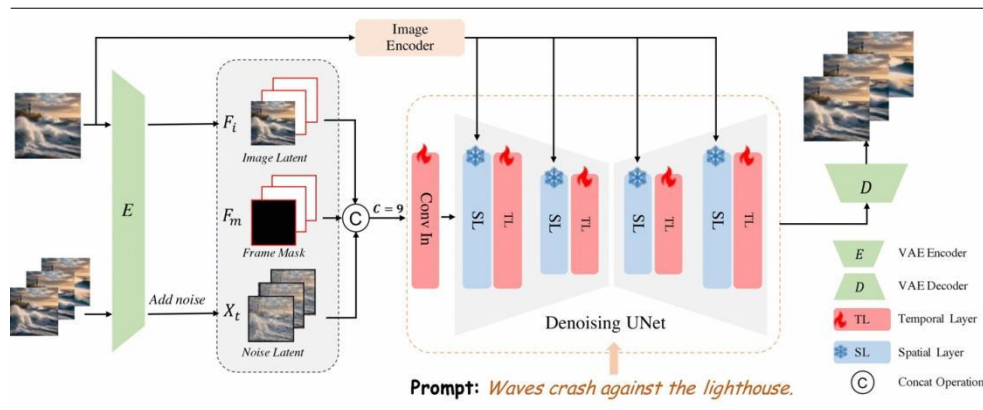 Image
Encoder
E
F_i
Image Latent
F_m
Frame Mask
Add noise
X_t
Noise Latent
C
C = 9
Conv In
SL
TL
SL
TL
SL
TL
SL
TL
Denoising UNet
Prompt: Waves crash against the lighthouse.
D
E VAE Encoder
D VAE Decoder
TL Temporal Layer
SL Spatial Layer
C Concat Operation